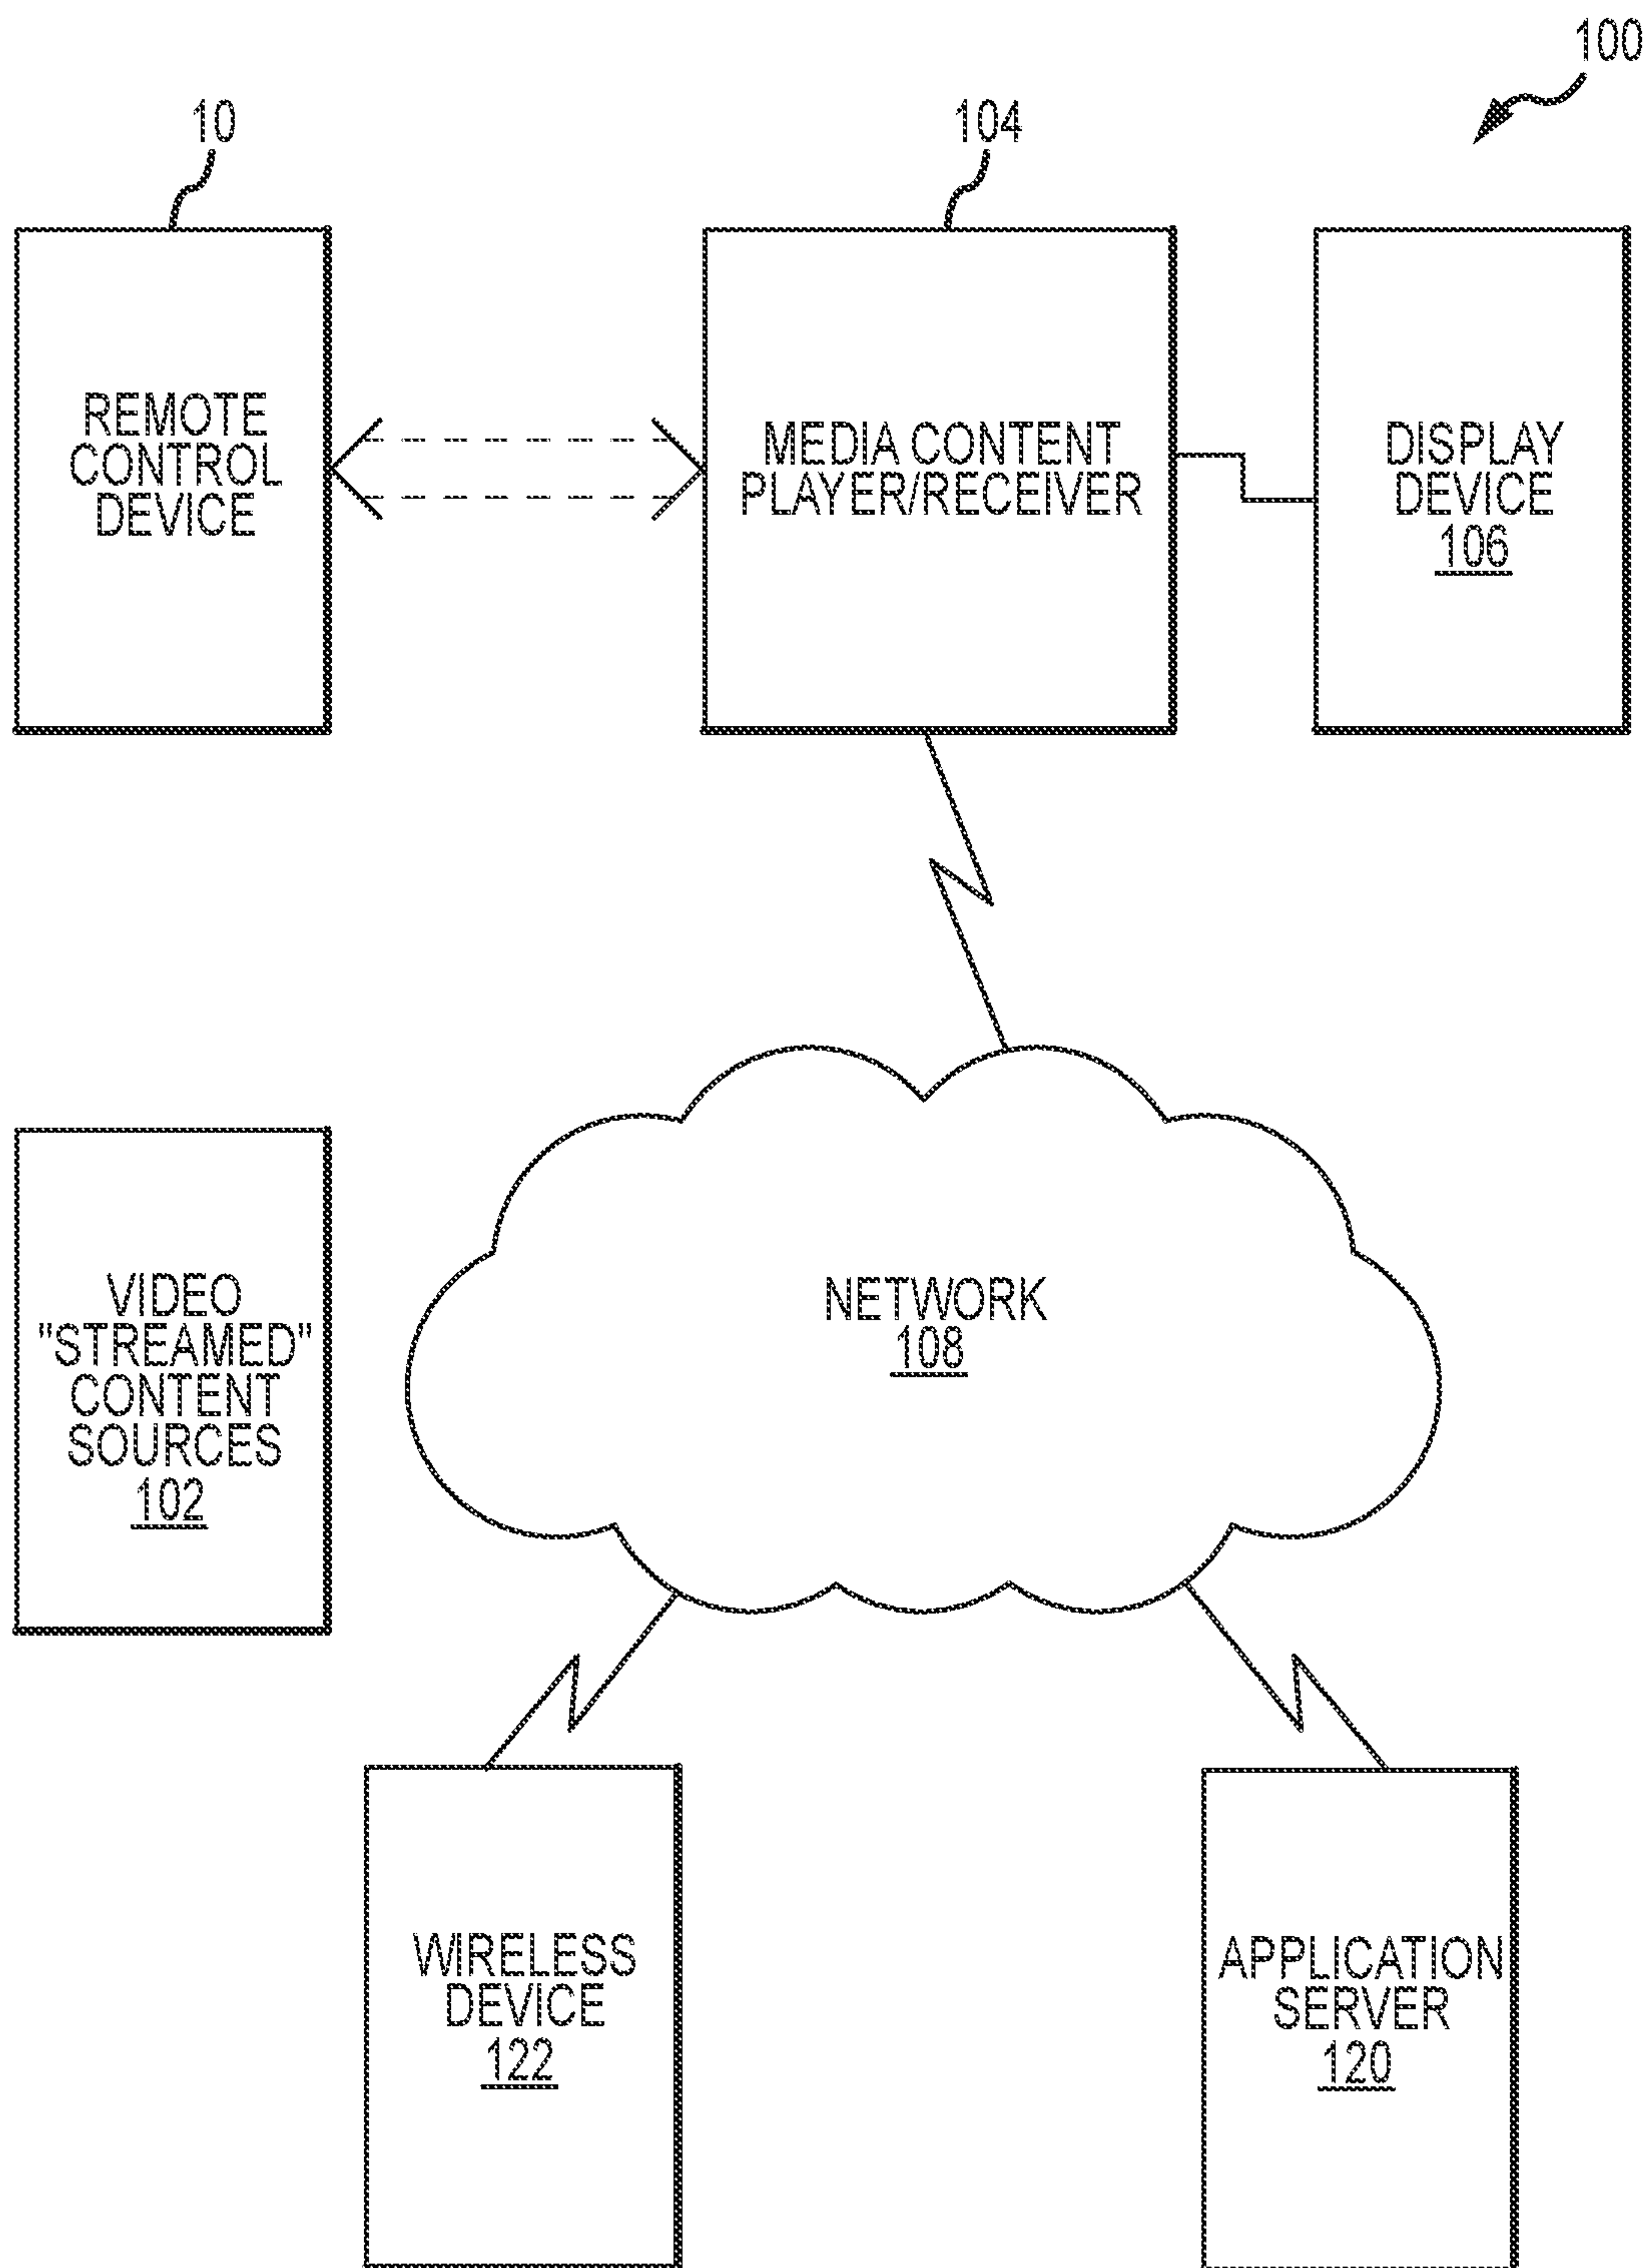 100
10
104
REMOTE
CONTROL
DEVICE
MEDIA CONTENT
PLAYER/RECEIVER
DISPLAY
DEVICE
106
VIDEO
"STREAMED"
CONTENT
SOURCES
102
NETWORK
108
WIRELESS
DEVICE
122
APPLICATION
SERVER
120